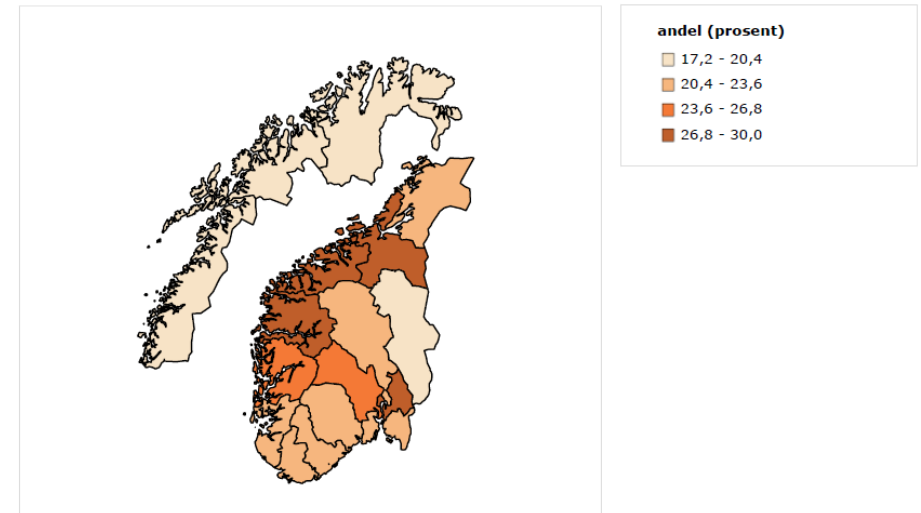 andel (prosent)
17,2 - 20,4
20,4 - 23,6
23,6 - 26,8
26,8 - 30,0